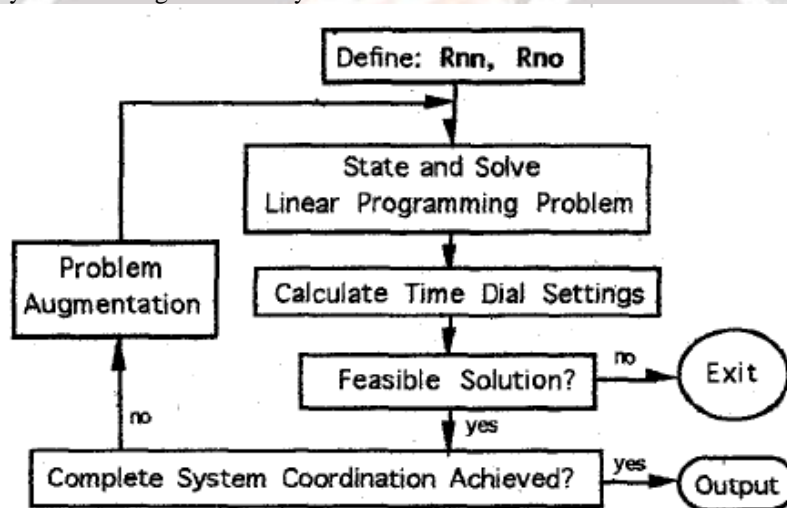 Define: Rnn, Rno
State and Solve
Linear Programming Problem
Problem
Augmentation
Calculate Time Dial Settings
Feasible Solution?
no
Exit
no
yes
Complete System Coordination Achieved?
yes
Output